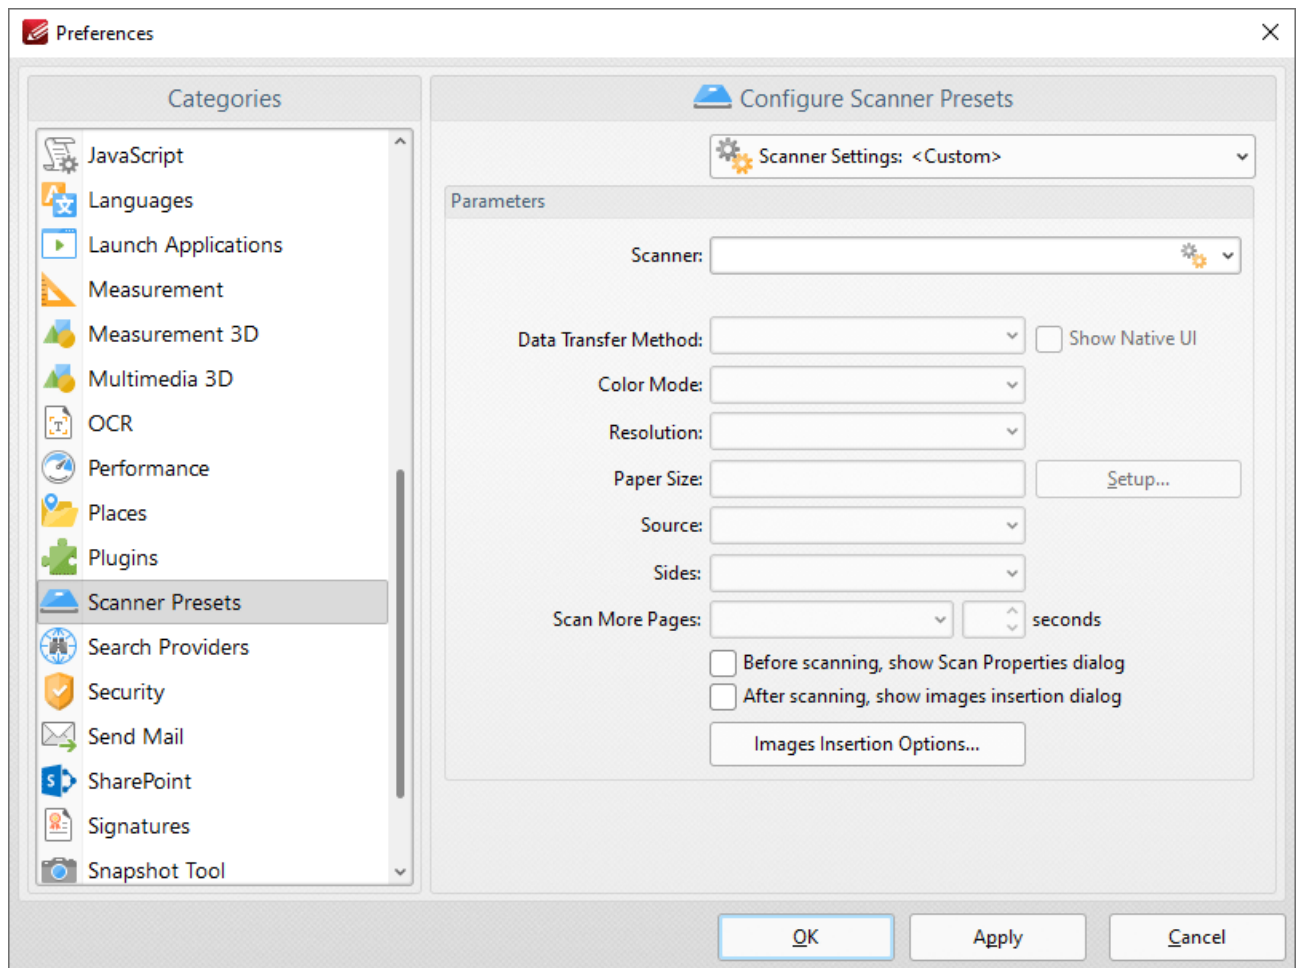 Preferences
Categories
JavaScript
Languages
Launch Applications
Measurement
Measurement 3D
Multimedia 3D
OCR
Performance
Places
Plugins
Scanner Presets
Search Providers
Security
Send Mail
SharePoint
Signatures
Snapshot Tool
Configure Scanner Presets
Scanner Settings: <Custom>
Parameters
Scanner:
Data Transfer Method:
Show Native UI
Color Mode:
Resolution:
Paper Size:
Setup...
Source:
Sides:
Scan More Pages:
seconds
Before scanning, show Scan Properties dialog
After scanning, show images insertion dialog
Images Insertion Options...
OK
Apply
Cancel